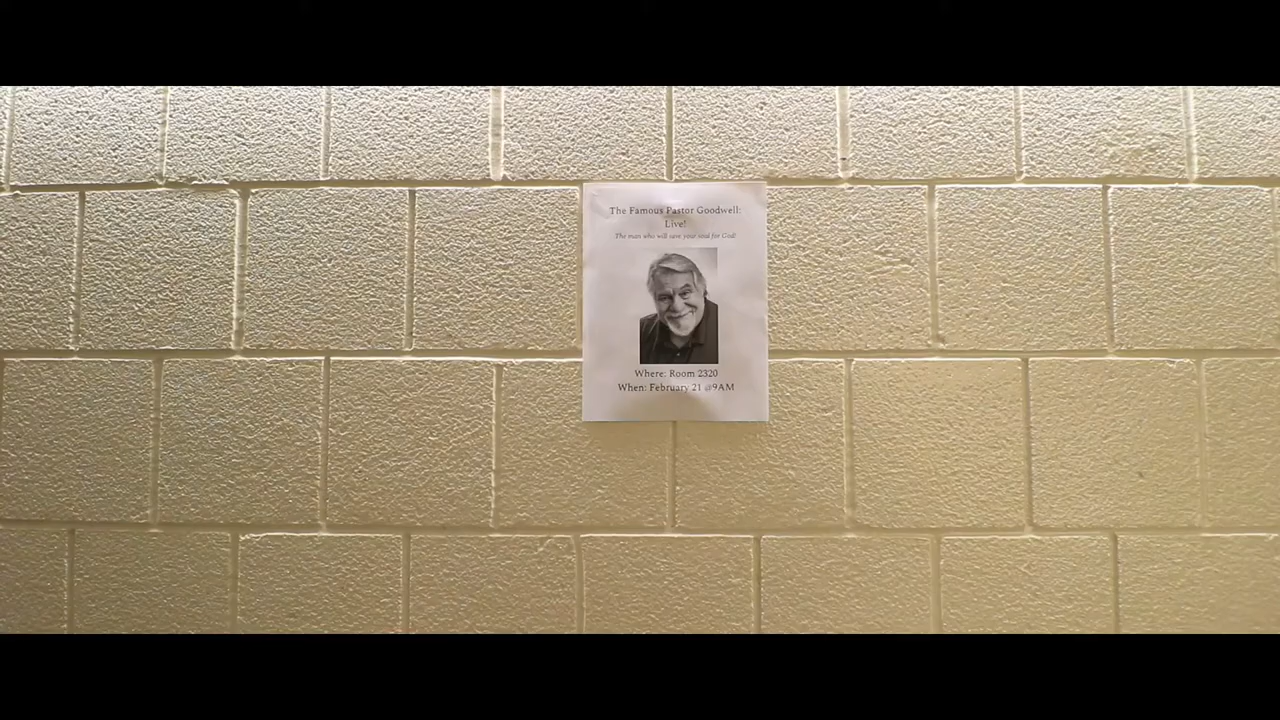 The Famous Pastor Goodwell:
Live!
The man who will save your soul for God!
Where: Room 2320
When: February 21 @9AM